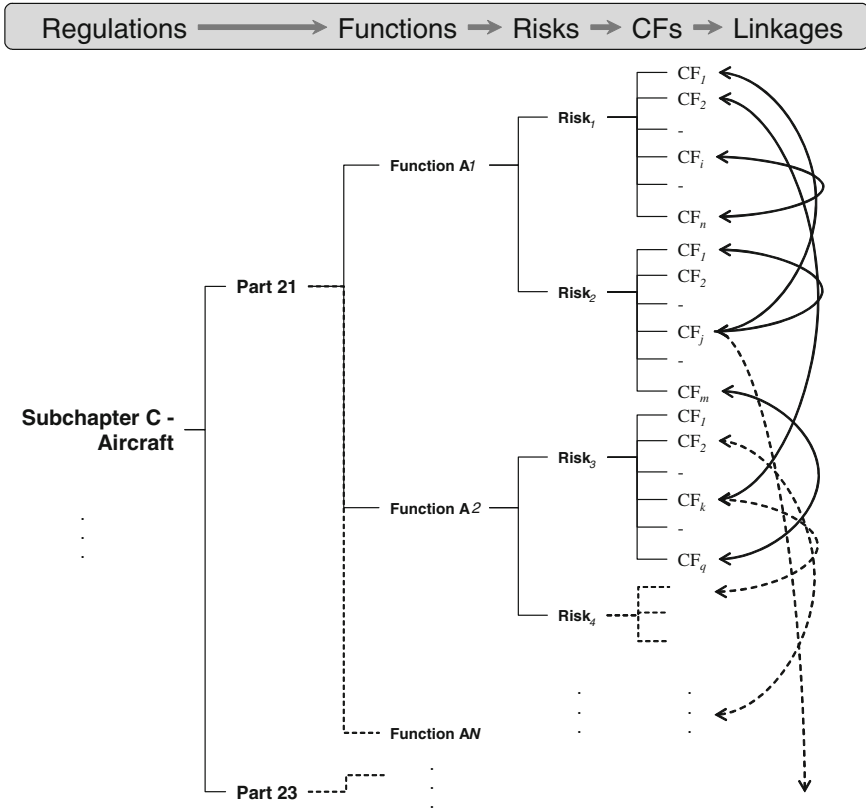 Regulations Functions Risks CFs Linkages
CF1
CF2
-
Risk1
CFi
Function A1
-
CFn
CF1
Part 21
CF2
Risk2
-
CFj
-
CFm
Subchapter C -
Aircraft
CF1
CF2
Risk3
-
CFk
Function A2
-
CFq
Risk4
Function AN
Part 23